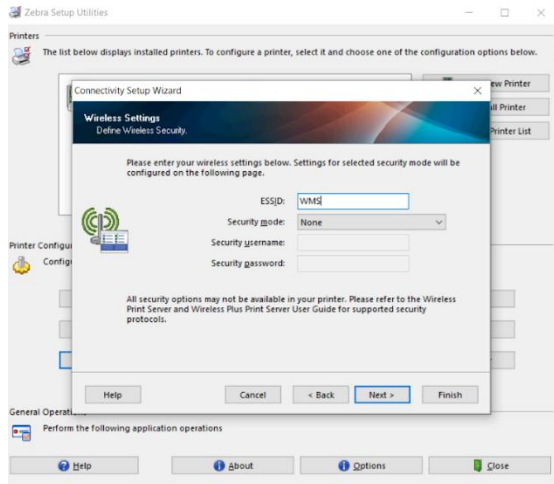 Zebra Setup Utilities
Printers
The list below displays installed printers. To configure a printer, select it and choose one of the configuration options below.
ew Printer
ll Printer
Printer List
Connectivity Setup Wizard
Wireless Settings
Define Wireless Security.
Please enter your wireless settings below. Settings for selected security mode will be
configured on the following page.
ESSID: WMS
Security mode: None
Security username:
Security password:
All security options may not be available in your printer. Please refer to the Wireless
Print Server and Wireless Plus Print Server User Guide for supported security
protocols.
Help Cancel < Back Next > Finish
Printer Configu
Config
General Operat
Perform the following application operations
Help About Options Close